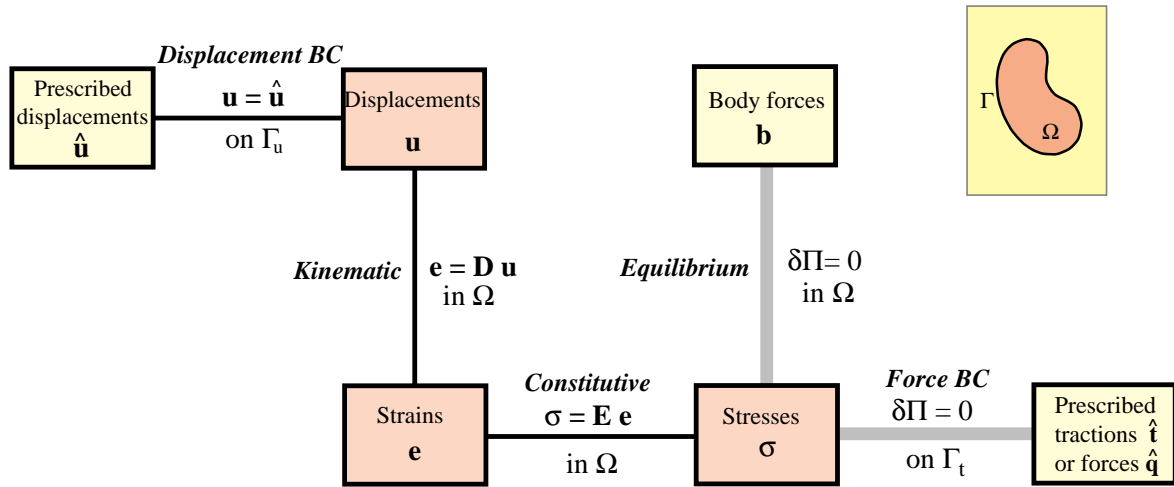 Displacement BC
Prescribed
displacements
û
u = û
on Γu
Displacements
u
Body forces
b
Γ
Ω
Kinematic
e = D u
in Ω
Equilibrium
δΠ= 0
in Ω
Strains
e
Constitutive
σ = E e
in Ω
Stresses
σ
Force BC
δΠ = 0
on Γt
Prescribed
tractions t̂
or forces q̂